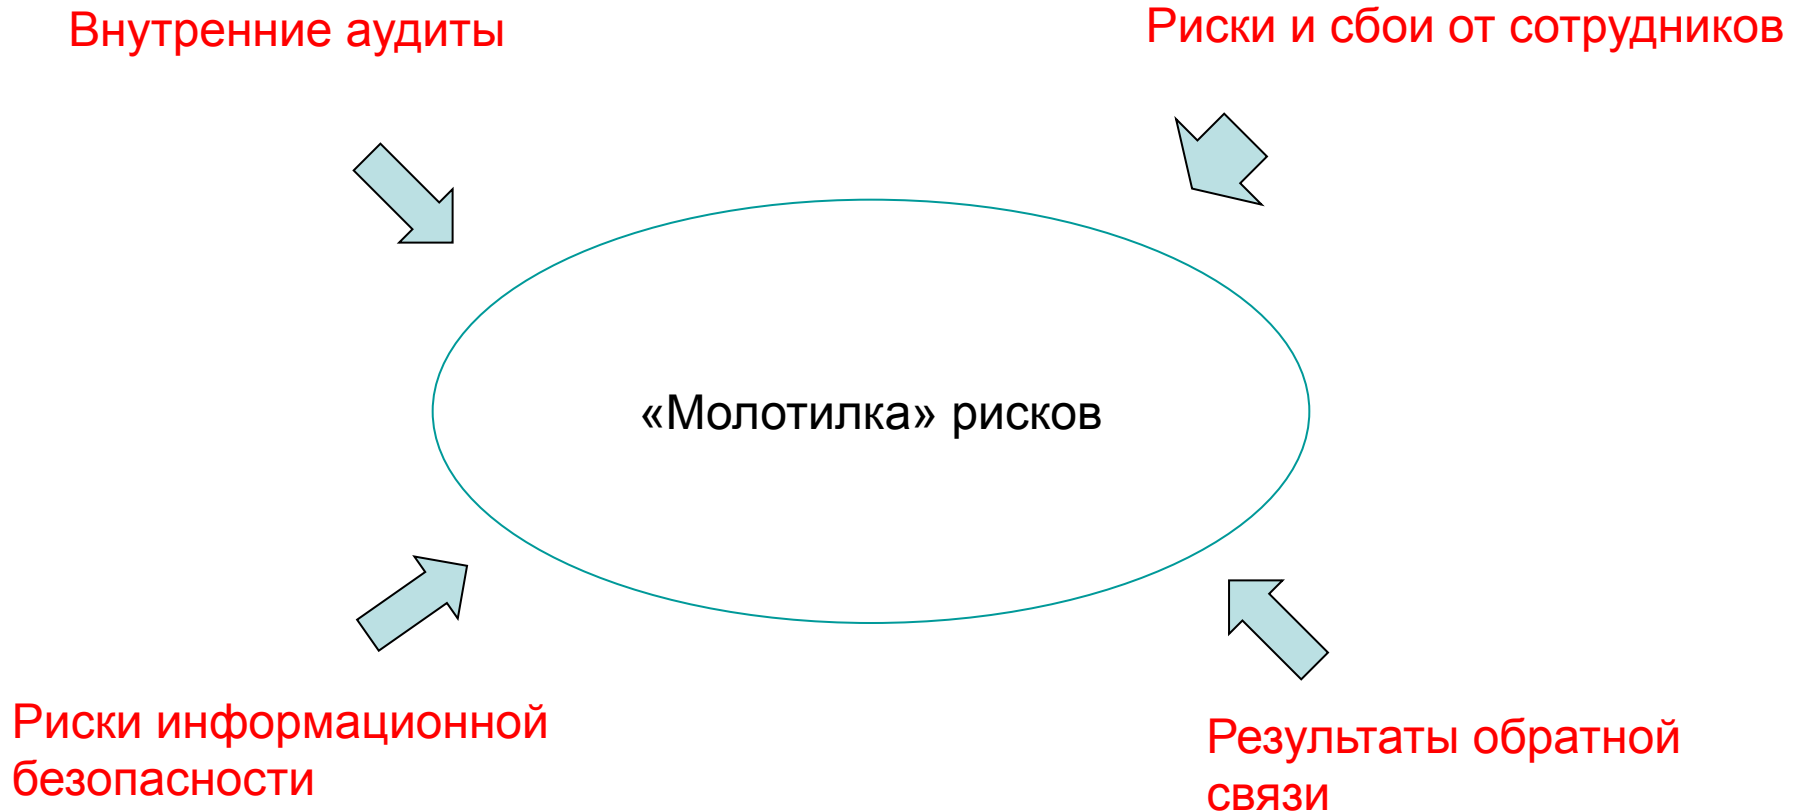 Внутренние аудиты
Риски и сбои от сотрудников
«Молотилка» рисков
Риски информационной
безопасности
Результаты обратной
связи